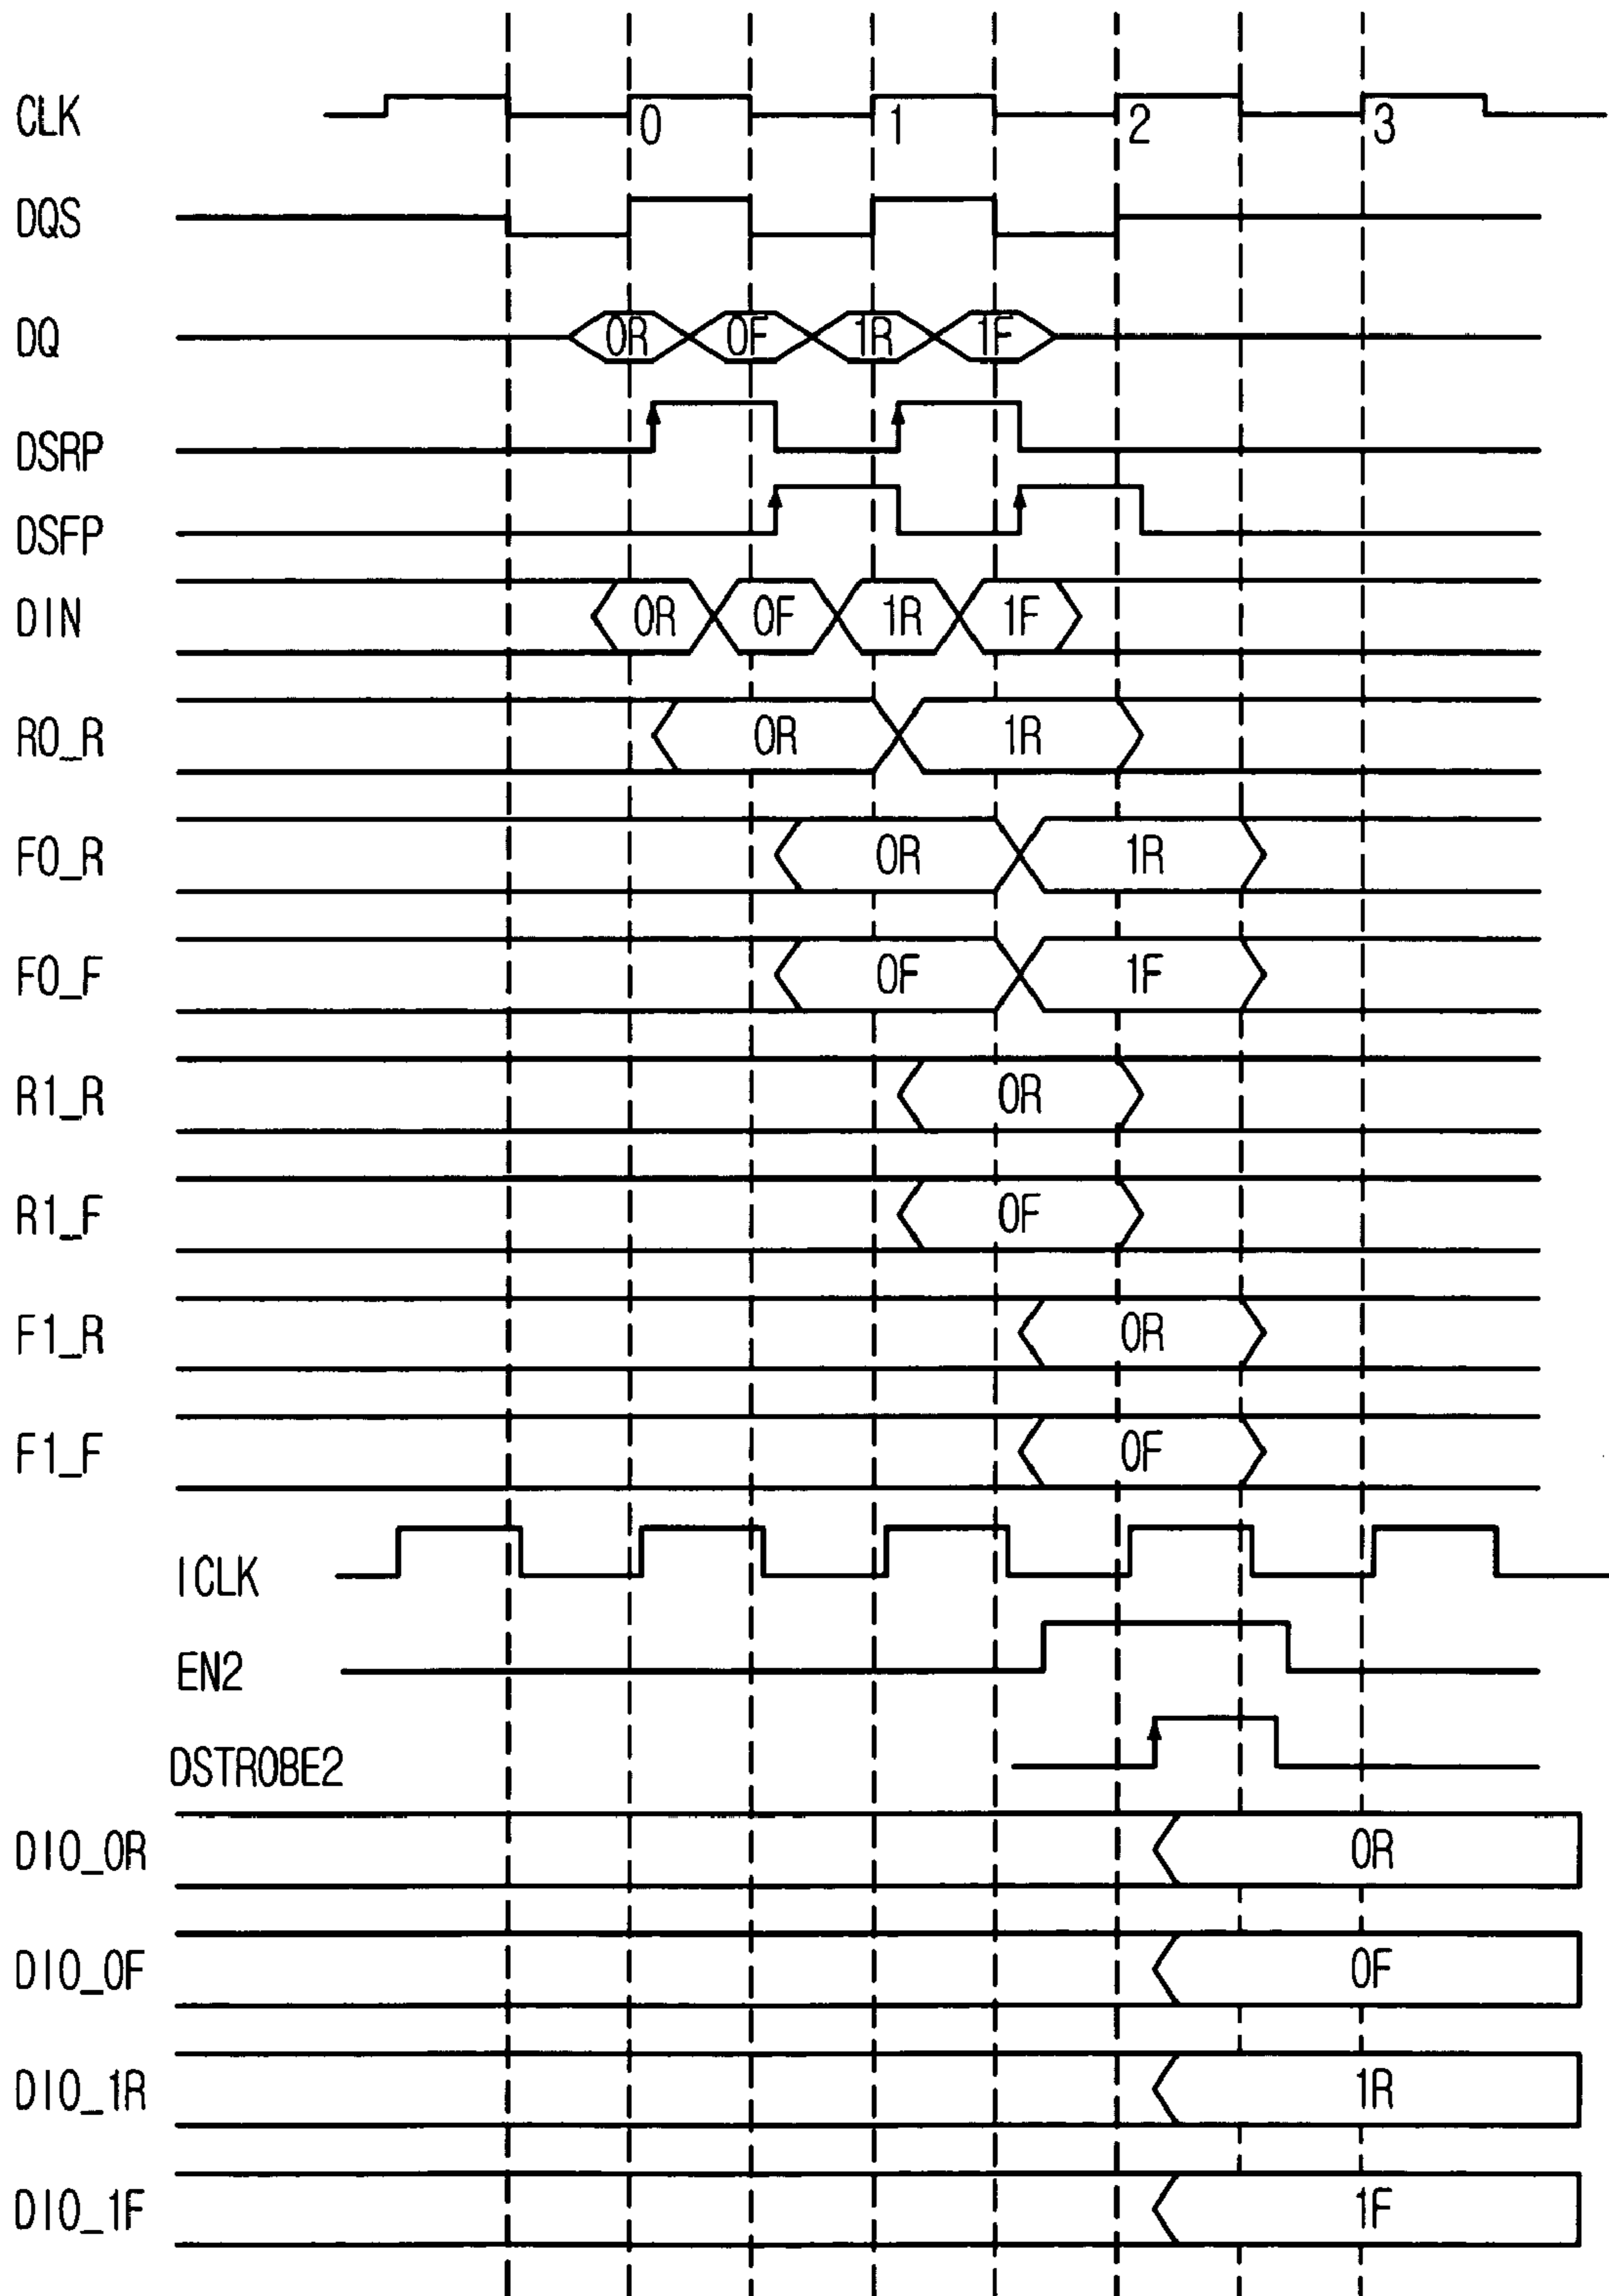 CLK 0 1 2 3
DQS
DQ 0R 0F 1R 1F
DSRP
DSFP
DIN 0R 0F 1R 1F
R0_R 0R 1R
F0_R 0R 1R
F0_F 0F 1F
R1_R 0R
R1_F 0F
F1_R 0R
F1_F 0F
ICLK
EN2
DSTROBE2
DIO_0R 0R
DIO_0F 0F
DIO_1R 1R
DIO_1F 1F